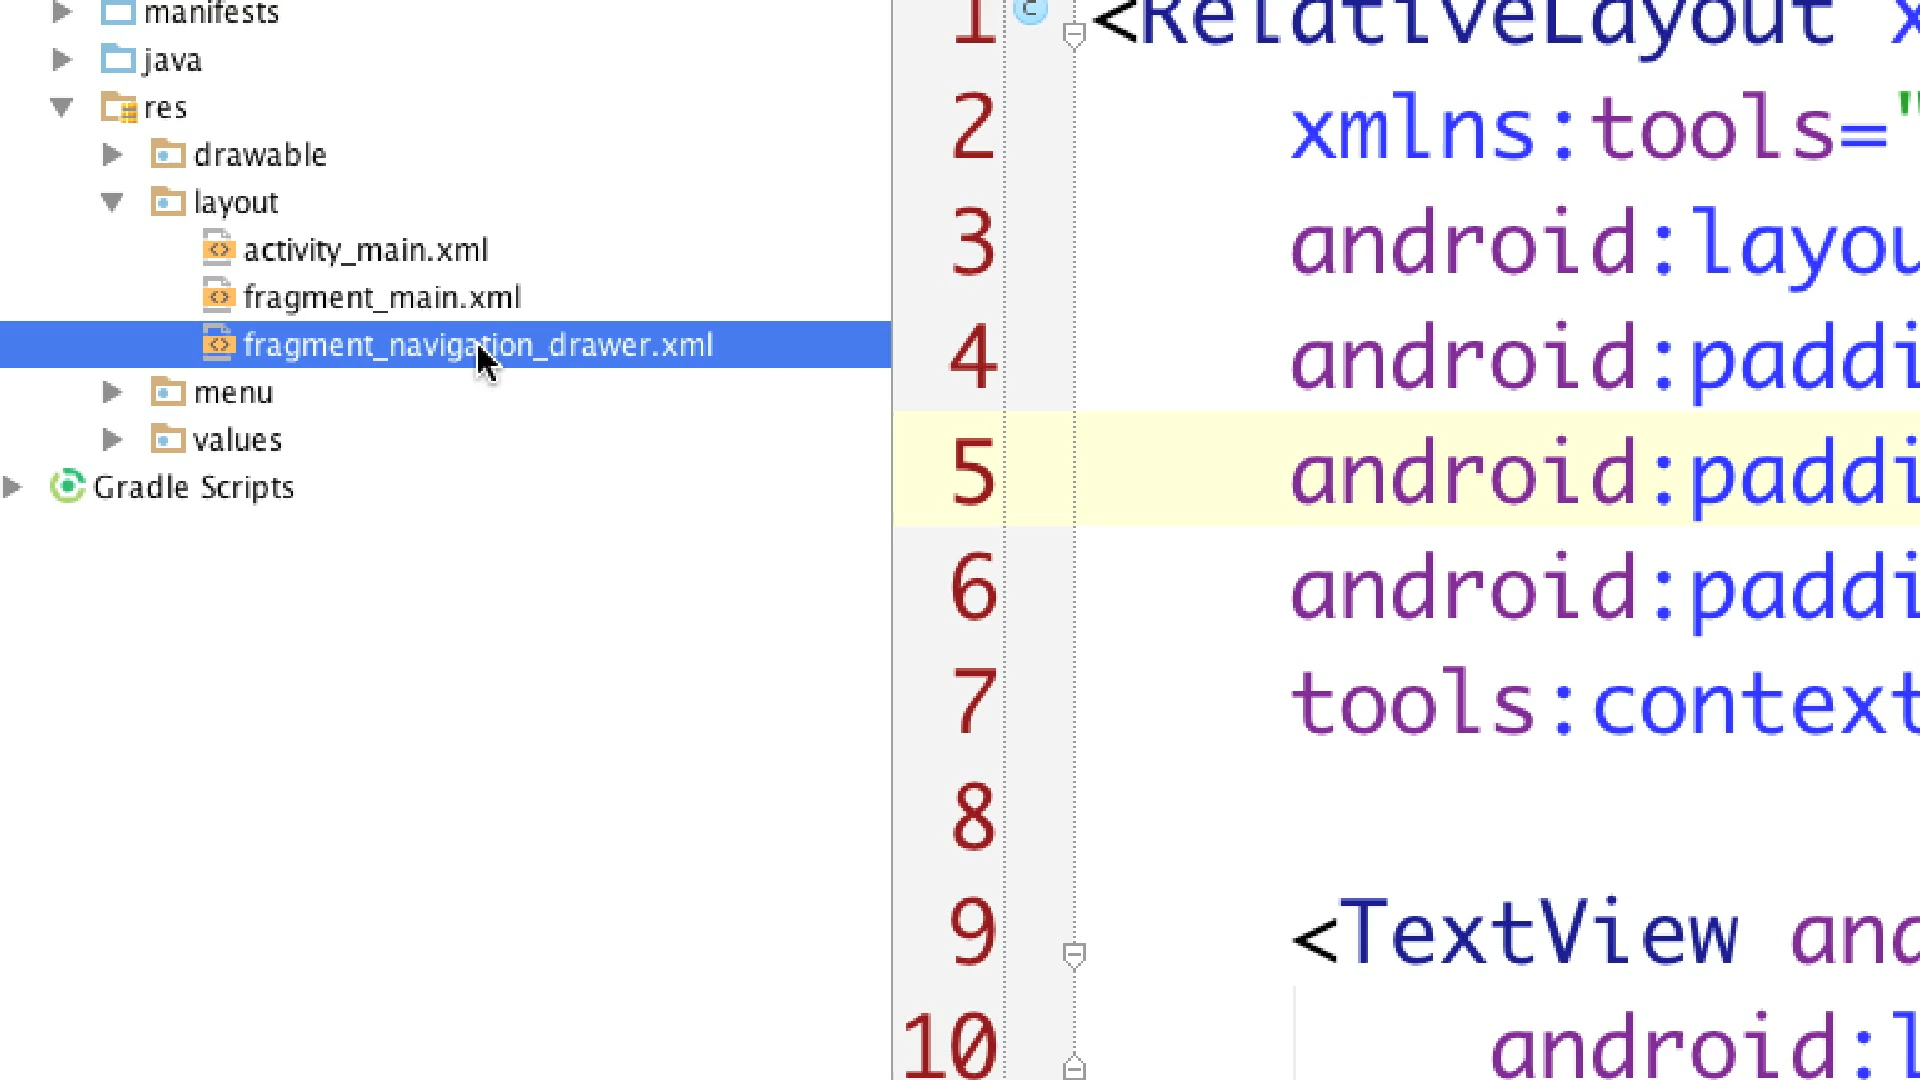 manifests
java
res
drawable
layout
activity_main.xml
fragment_main.xml
fragment_navigation_drawer.xml
menu
values
Gradle Scripts
1 <RelativeLayout x
2 xmlns:tools="
3 android:layou
4 android:paddi
5 android:paddi
6 android:paddi
7 tools:context
8
9 <TextView and
10 android:l